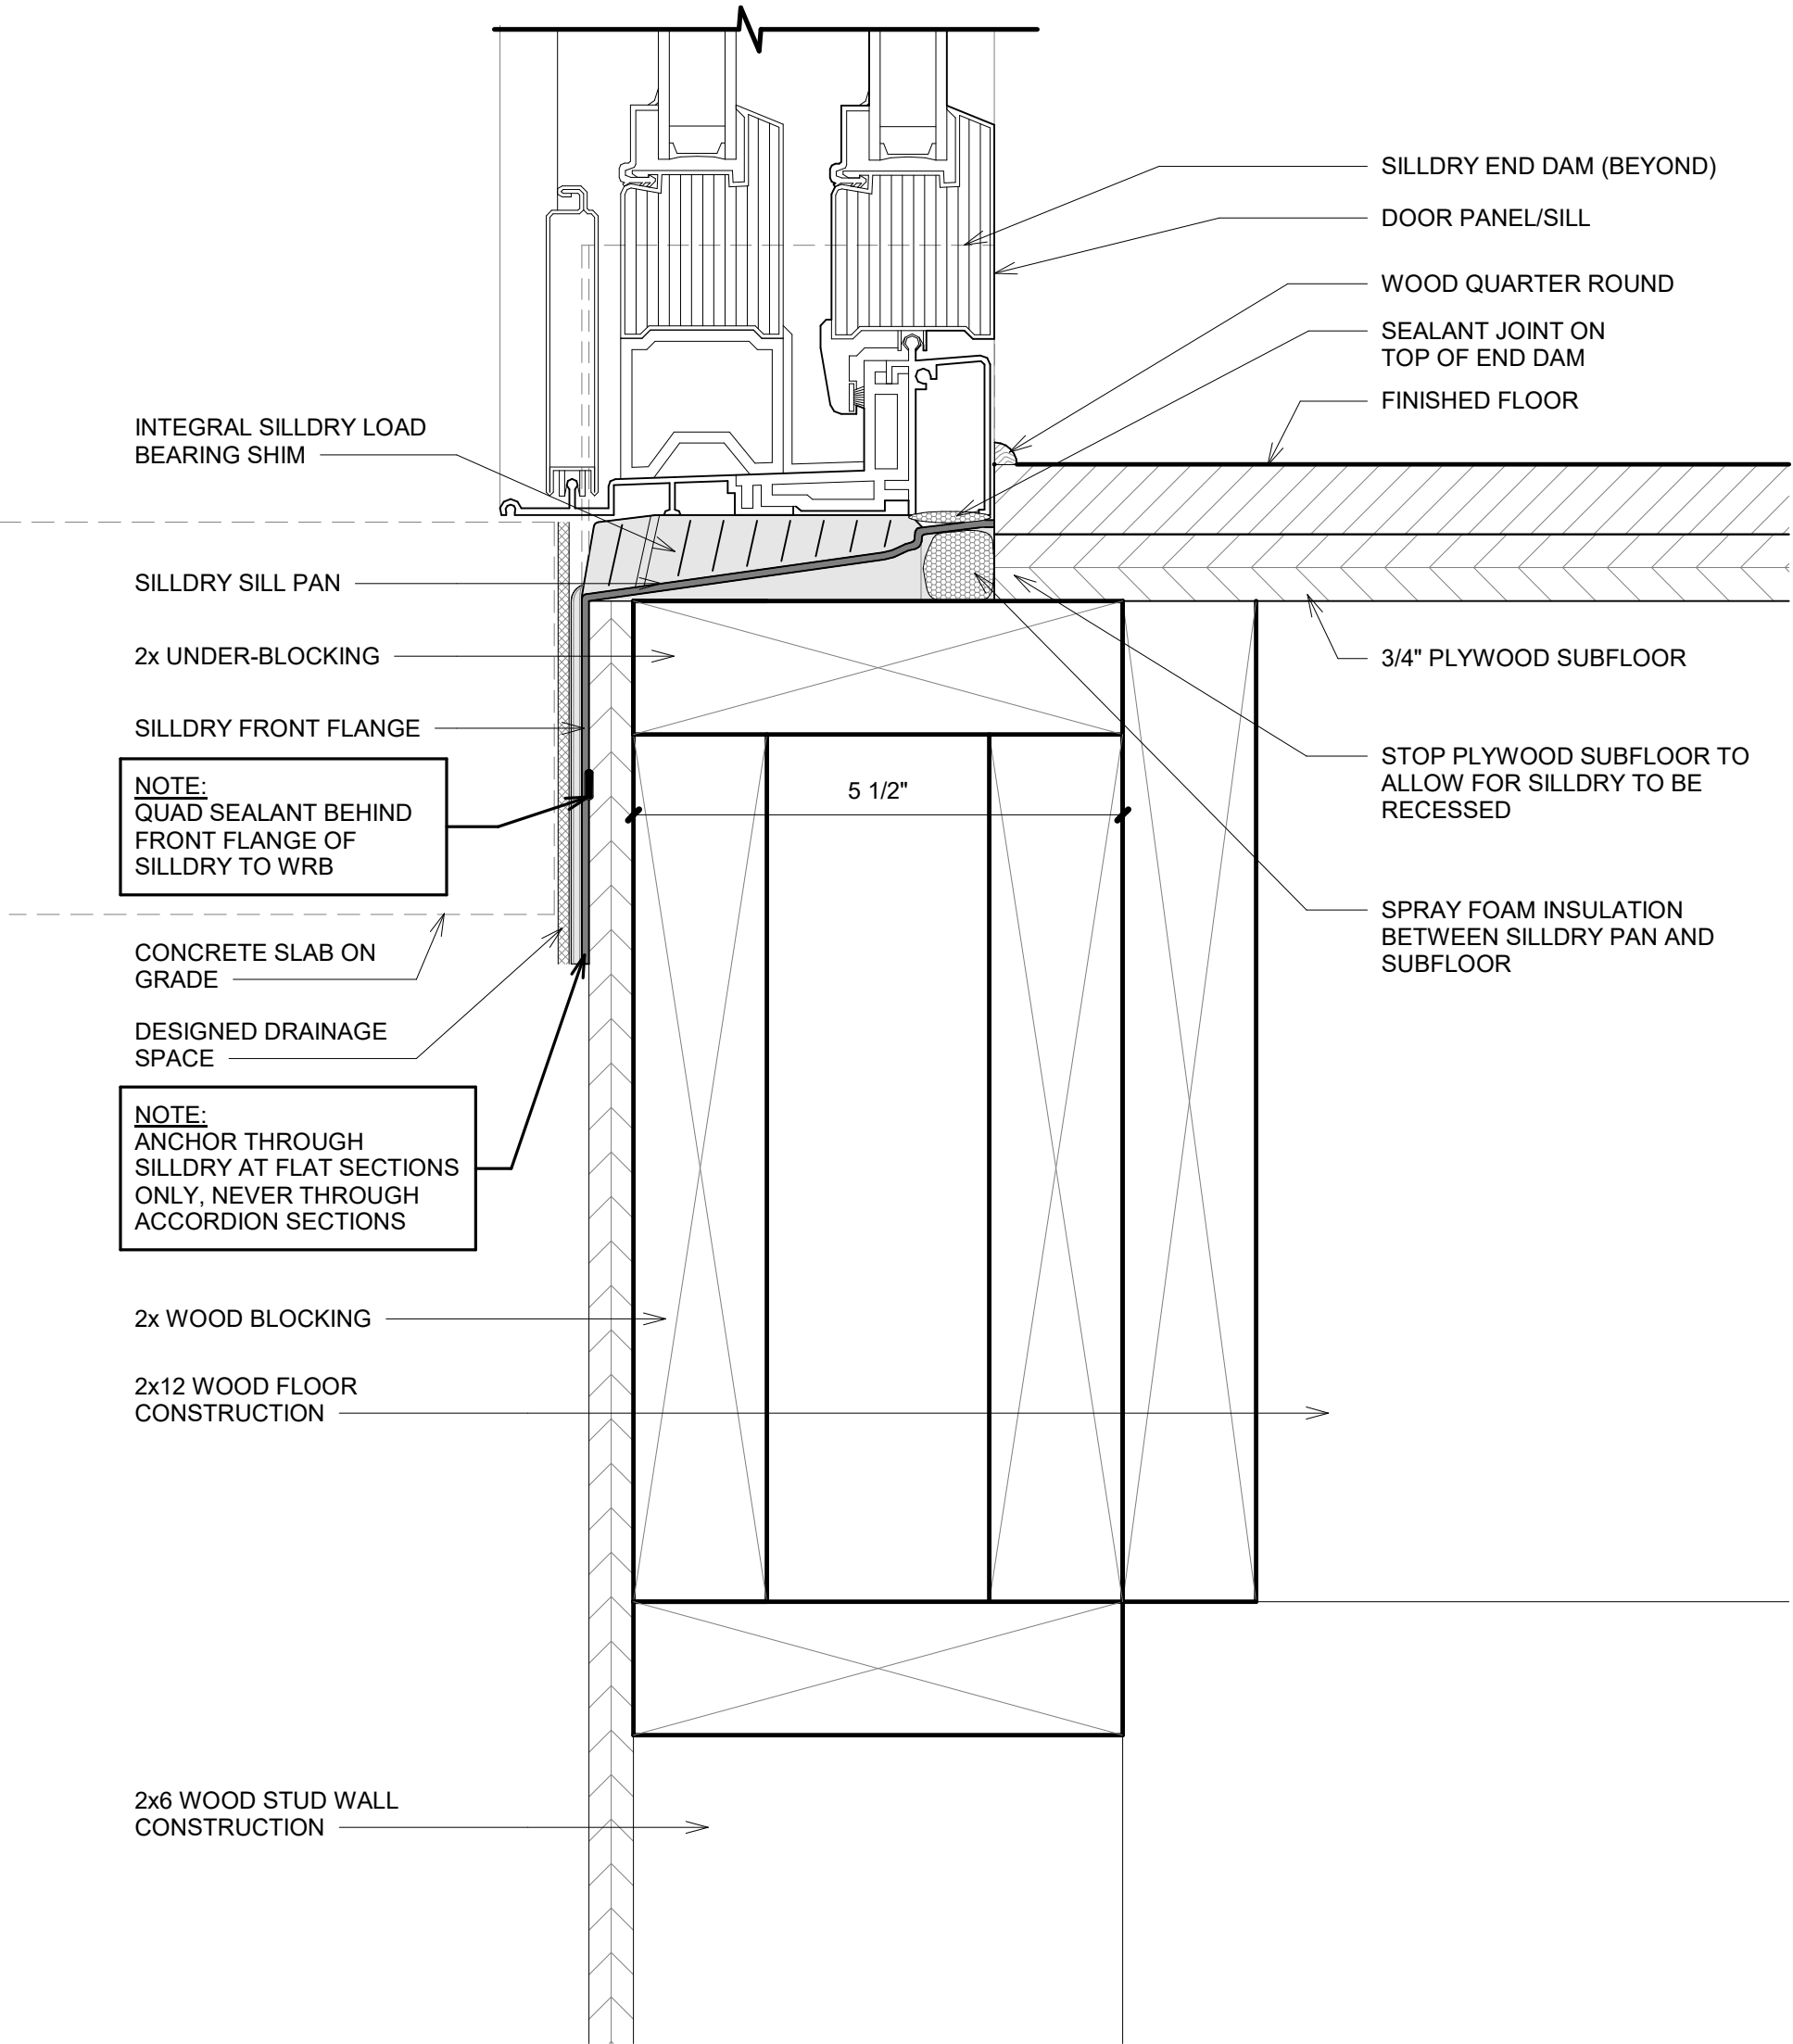 SILLDRY END DAM (BEYOND)
DOOR PANEL/SILL
WOOD QUARTER ROUND
SEALANT JOINT ON
TOP OF END DAM
FINISHED FLOOR
INTEGRAL SILLDRY LOAD
BEARING SHIM
SILLDRY SILL PAN
2x UNDER-BLOCKING
3/4" PLYWOOD SUBFLOOR
SILLDRY FRONT FLANGE
STOP PLYWOOD SUBFLOOR TO
ALLOW FOR SILLDRY TO BE
RECESSED
NOTE:
QUAD SEALANT BEHIND
FRONT FLANGE OF
SILLDRY TO WRB
5 1/2"
SPRAY FOAM INSULATION
BETWEEN SILLDRY PAN AND
SUBFLOOR
CONCRETE SLAB ON
GRADE
DESIGNED DRAINAGE
SPACE
NOTE:
ANCHOR THROUGH
SILLDRY AT FLAT SECTIONS
ONLY, NEVER THROUGH
ACCORDION SECTIONS
2x WOOD BLOCKING
2x12 WOOD FLOOR
CONSTRUCTION
2x6 WOOD STUD WALL
CONSTRUCTION